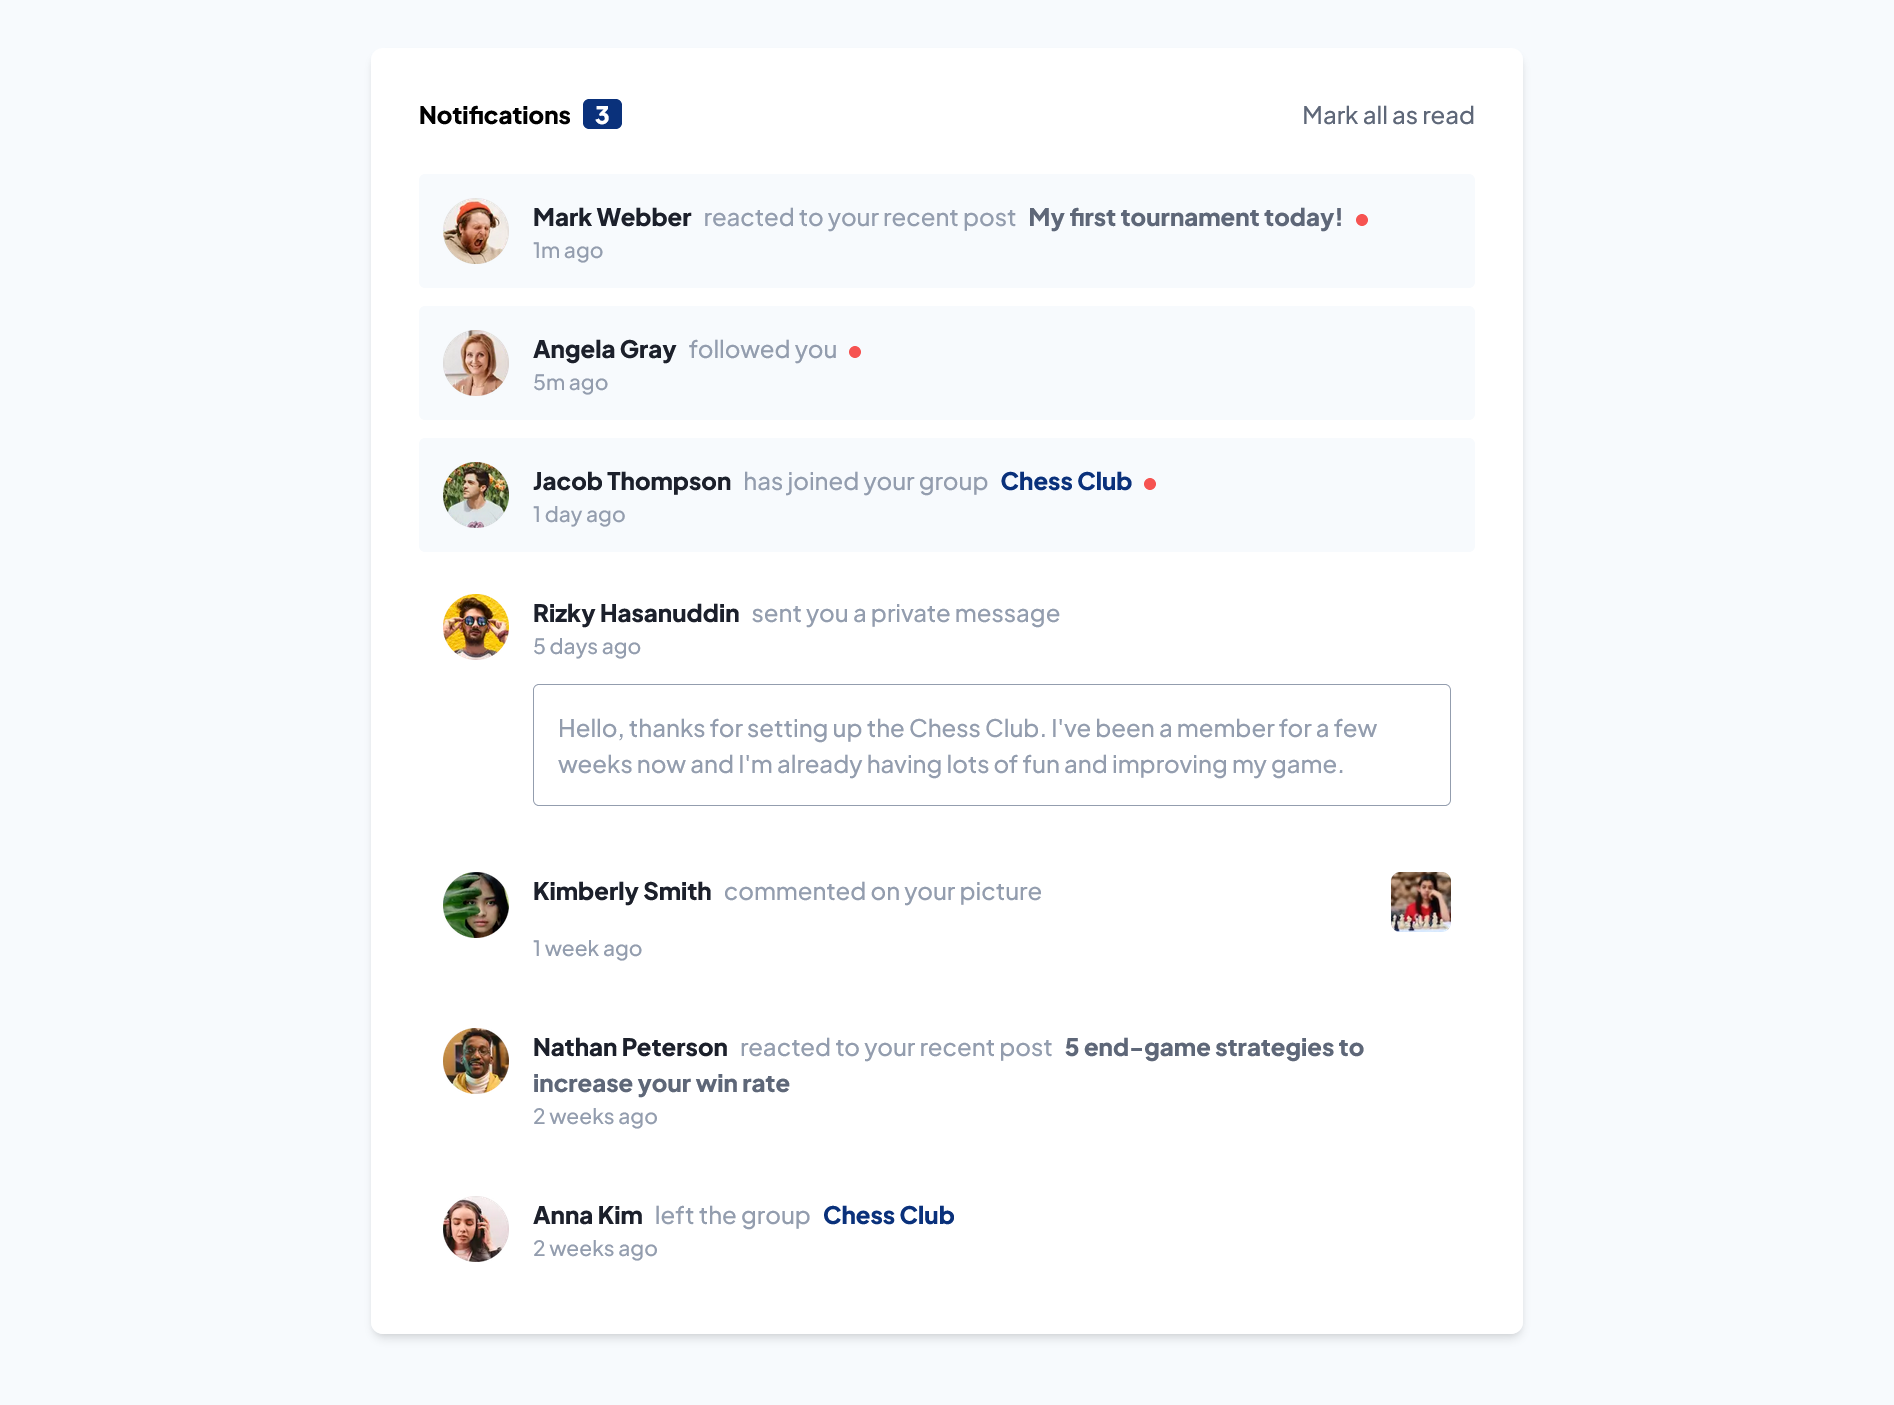 Notifications 3 Mark all as read
Mark Webber reacted to your recent post My first tournament today!
1m ago
Angela Gray followed you
5m ago
Jacob Thompson has joined your group Chess Club
1 day ago
Rizky Hasanuddin sent you a private message
5 days ago
Hello, thanks for setting up the Chess Club. I've been a member for a few
weeks now and I'm already having lots of fun and improving my game.
Kimberly Smith commented on your picture
1 week ago
Nathan Peterson reacted to your recent post 5 end-game strategies to
increase your win rate
2 weeks ago
Anna Kim left the group Chess Club
2 weeks ago